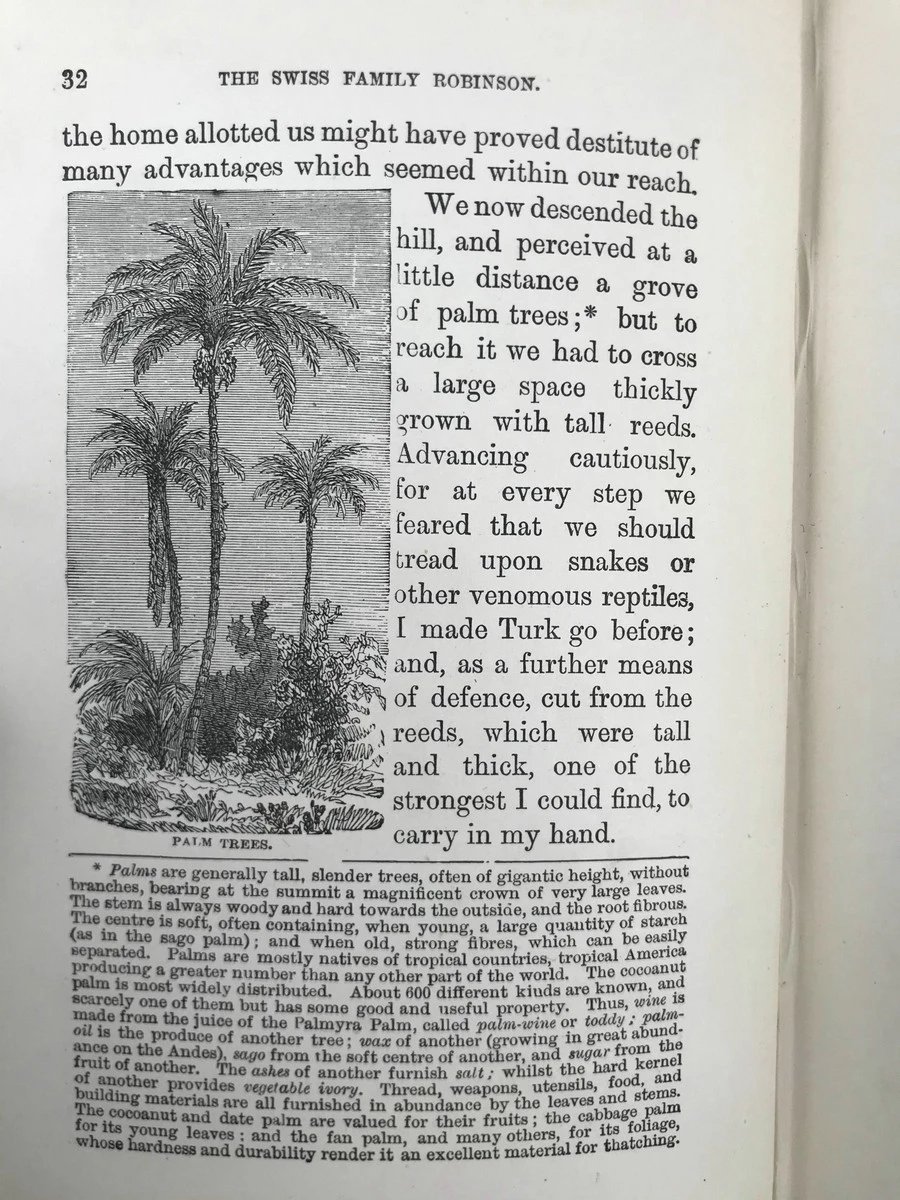 32 THE SWISS FAMILY ROBINSON.
the home allotted us might have proved destitute of
many advantages which seemed within our reach.
We now descended the
hill, and perceived at a
little distance a grove
of palm trees;* but to
reach it we had to cross
a large space thickly
grown with tall reeds.
Advancing cautiously,
for at every step we
feared that we should
tread upon snakes or
other venomous reptiles,
I made Turk go before;
and, as a further means
of defence, cut from the
reeds, which were tall
and thick, one of the
strongest I could find, to
carry in my hand.
PALM TREES.
* Palms are generally tall, slender trees, often of gigantic height, without
branches, bearing at the summit a magnificent crown of very large leaves.
The stem is always woody and hard towards the outside, and the root fibrous.
The centre is soft, often containing, when young, a large quantity of starch
(as in the sago palm); and when old, strong fibres, which can be easily
separated. Palms are mostly natives of tropical countries, tropical America
producing a greater number than any other part of the world. The cocoanut
palm is most widely distributed. About 600 different kinds are known, and
scarcely one of them but has some good and useful property. Thus, wine is
made from the juice of the Palmyra Palm, called palm-wine or toddy; palm-
oil is the produce of another tree; wax of another (growing in great abund-
ance on the Andes), sago from the soft centre of another, and sugar from the
fruit of another. The ashes of another furnish salt; whilst the hard kernel
of another provides vegetable ivory. Thread, weapons, utensils, food, and
building materials are all furnished in abundance by the leaves and stems.
The cocoanut and date palm are valued for their fruits; the cabbage palm
for its young leaves: and the fan palm, and many others, for its foliage,
whose hardness and durability render it an excellent material for thatching.